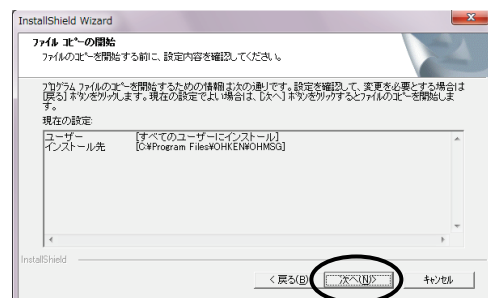 InstallShield Wizard
ﾌｧｲﾙ ｺﾋﾟｰの開始
ﾌｧｲﾙのｺﾋﾟｰを開始する前に、設定内容を確認してください。
ﾌﾟﾛｸﾞﾗﾑ ﾌｧｲﾙのｺﾋﾟｰを開始するための情報は次の通りです。設定を確認して、変更を必要とする場合は
[戻る] ﾎﾞﾀﾝをｸﾘｯｸします。現在の設定でよい場合は、[次へ] ﾎﾞﾀﾝをｸﾘｯｸするとﾌｧｲﾙのｺﾋﾟｰを開始しま
す。
現在の設定:
ユーザー [すべてのユーザーにインストール]
インストール先 [C:¥Program Files¥OHKEN¥OHMSG]
InstallShield
< 戻る(B) 次へ(N)> ｷｬﾝｾﾙ